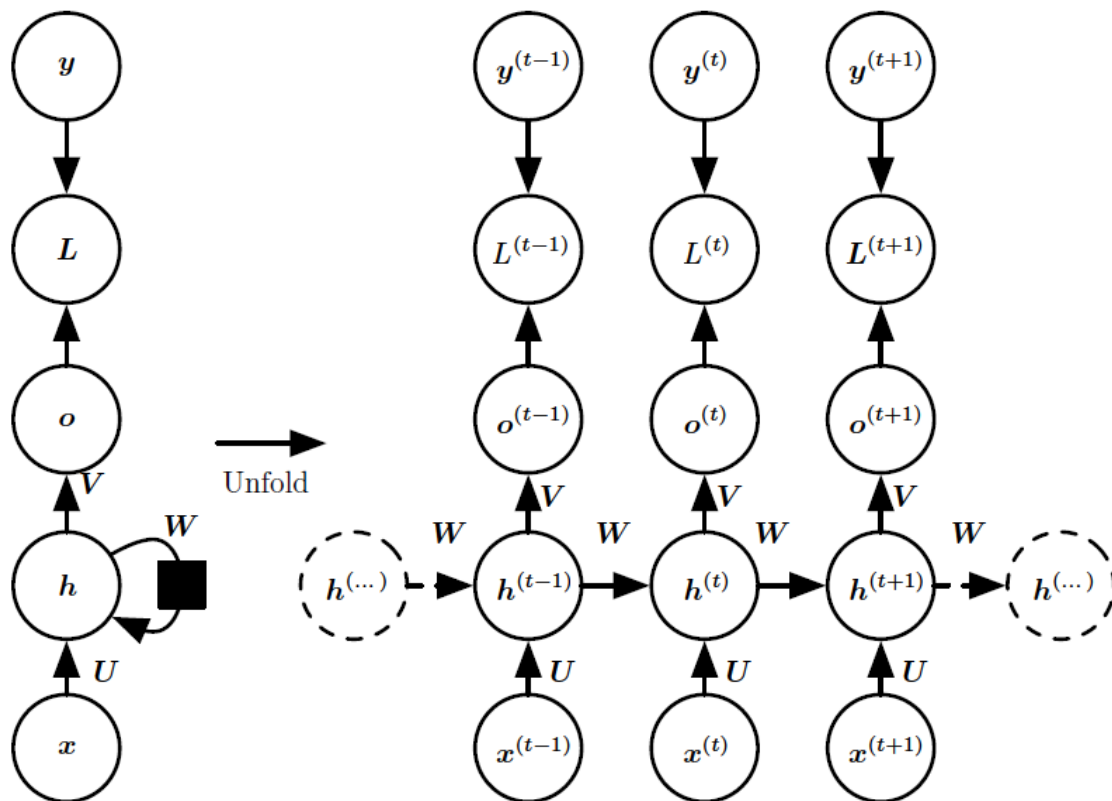 y y^(t−1) y^(t) y^(t+1)
L L^(t−1) L^(t) L^(t+1)
o o^(t−1) o^(t) o^(t+1)
Unfold
V V V V
W W W W W
h h^(...) h^(t−1) h^(t) h^(t+1) h^(...)
U U U U
x x^(t−1) x^(t) x^(t+1)